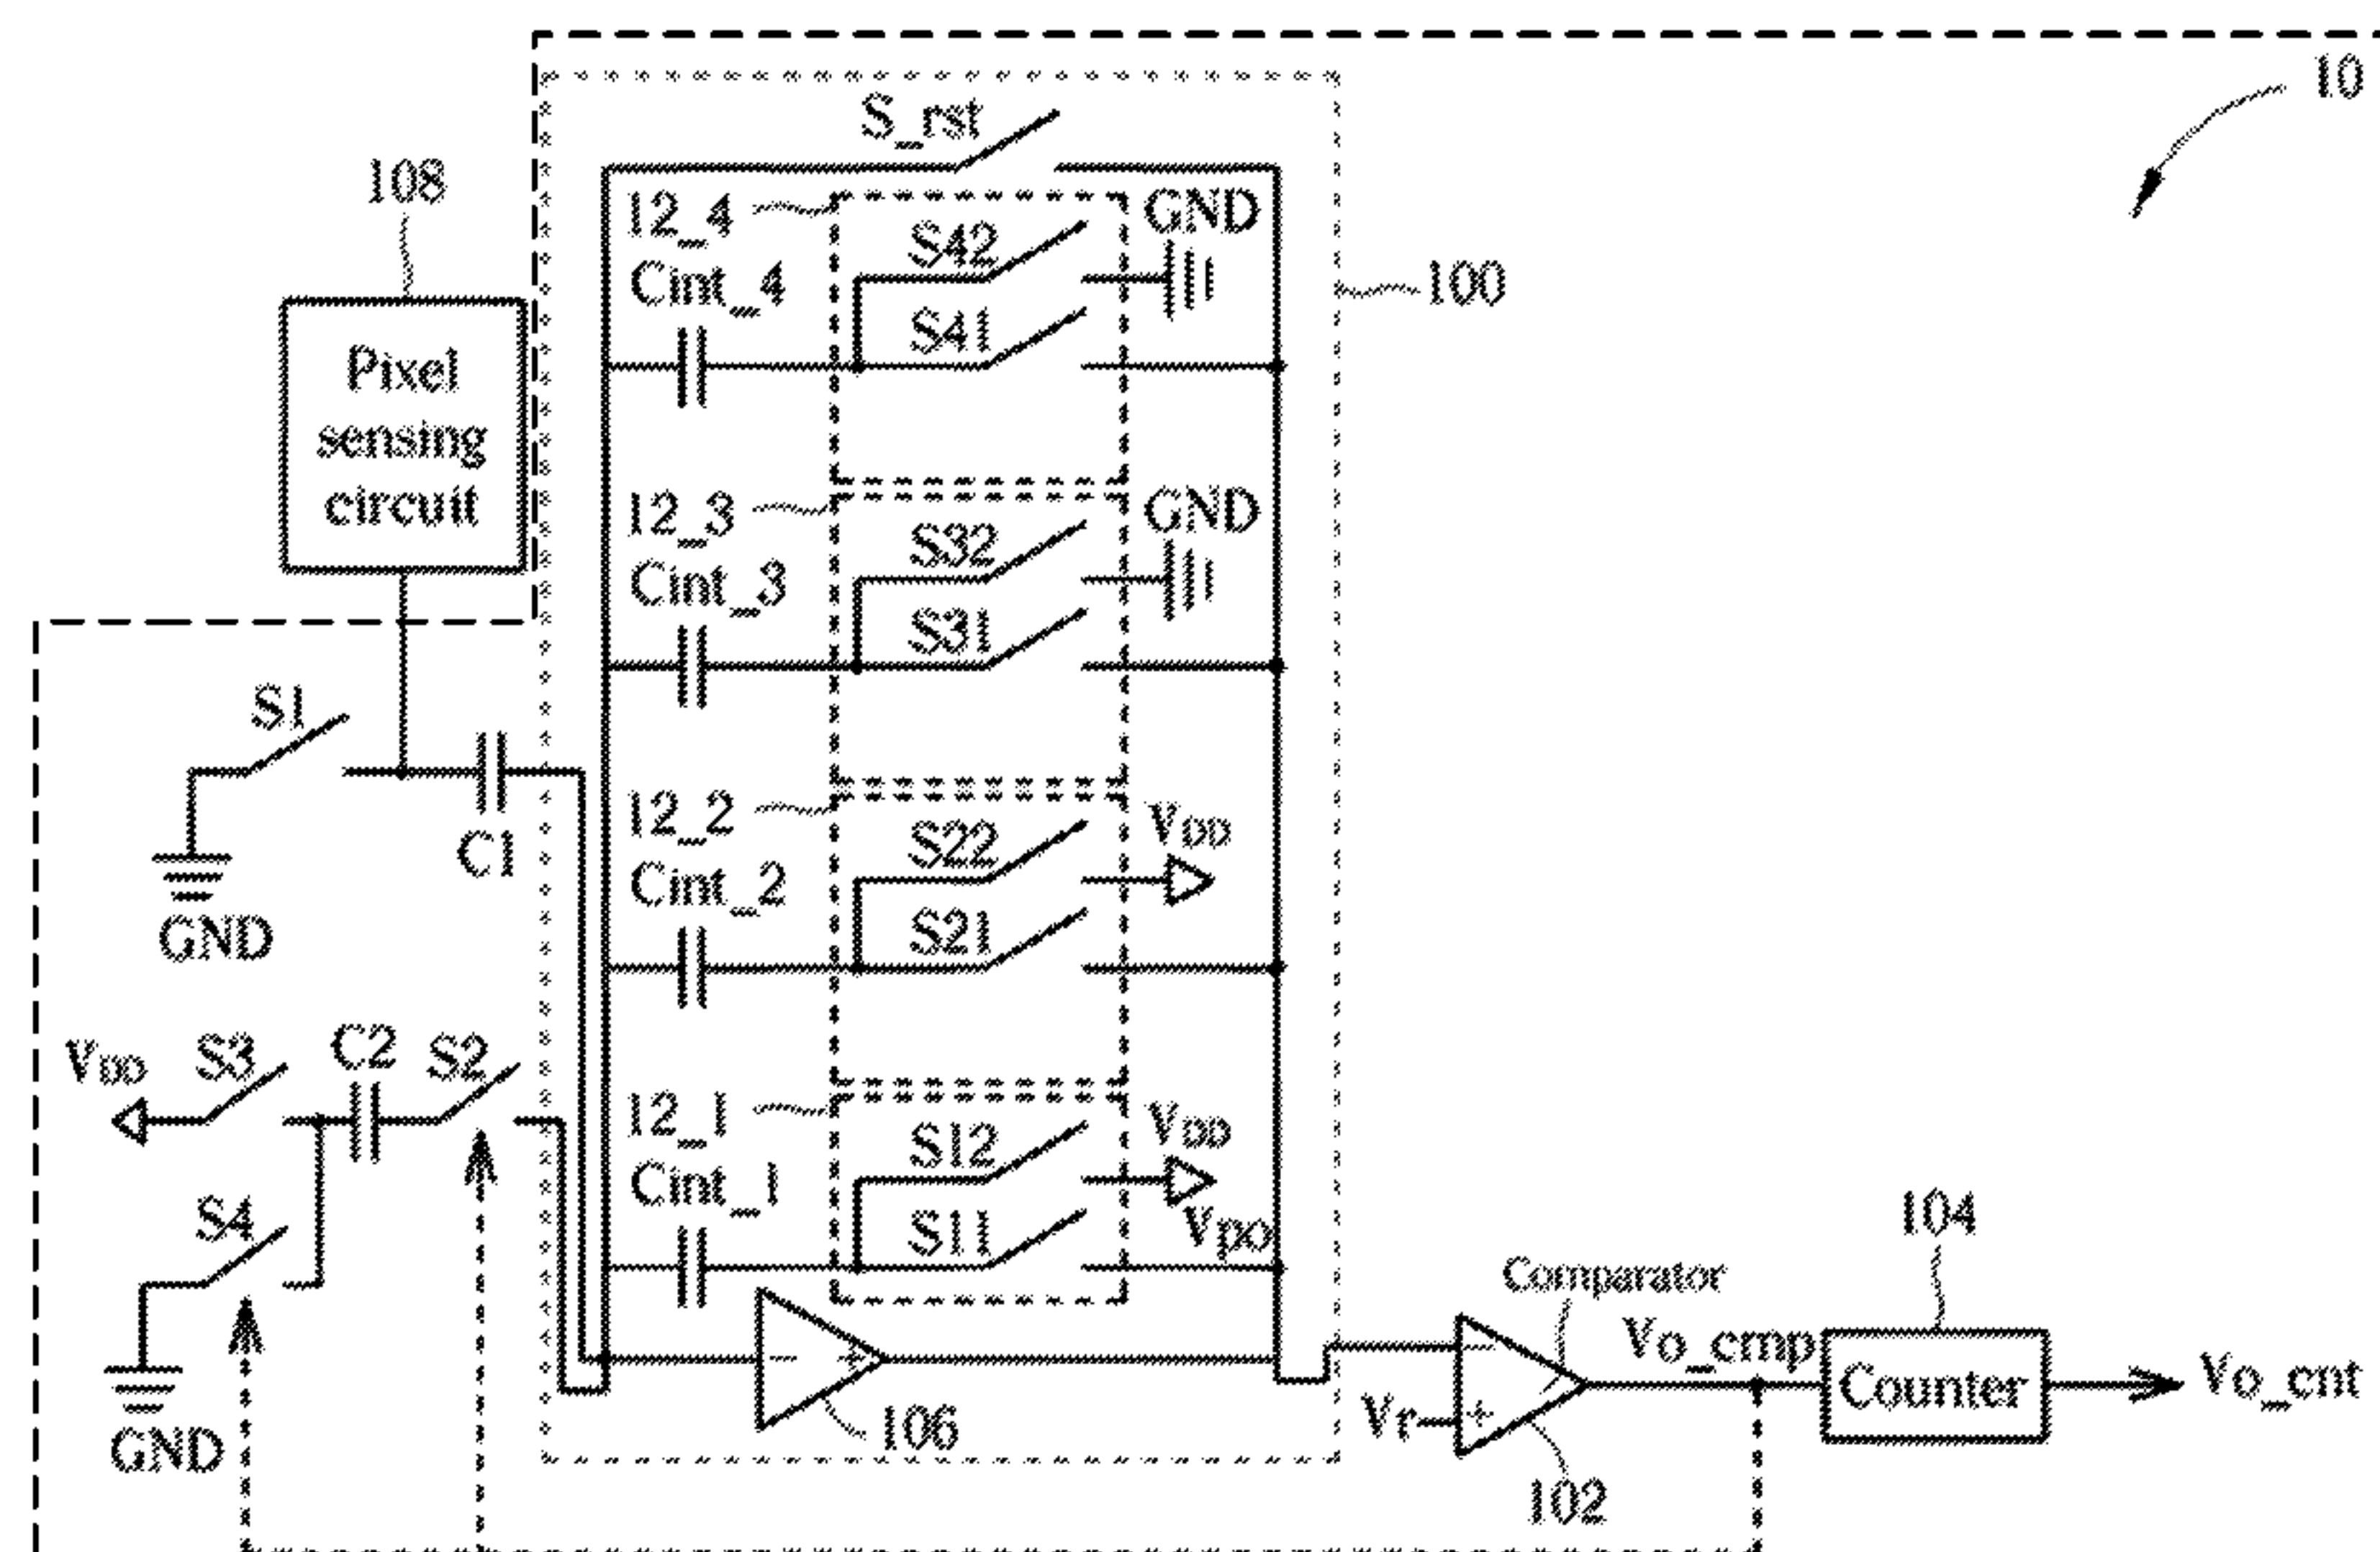 10
S_rst
108
12_4
GND
S42
Cint_4
100
S41
Pixel
sensing
circuit
12_3
GND
S32
Cint_3
S31
S1
12_2
VDD
S22
C1
Cint_2
S21
GND
VDD
S3
C2
S2
12_1
VDD
S12
Cint_1
S4
S11
Vpo
104
Comparator
Vo_cmp
Counter
Vo_cnt
-
+
-
+
Vr
106
GND
102